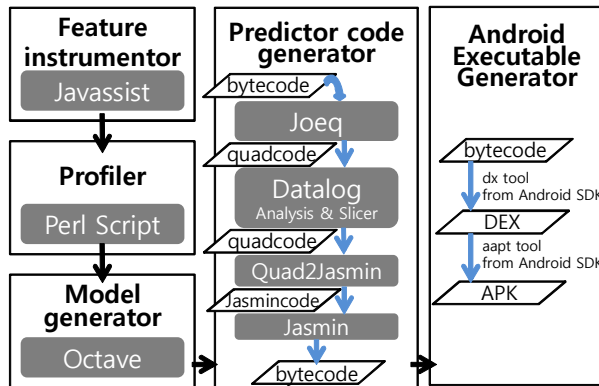 Feature
instrumentor
Javassist
Profiler
Perl Script
Model
generator
Octave
Predictor code
generator
bytecode
Joeq
quadcode
Datalog
Analysis & Slicer
quadcode
Quad2Jasmin
Jasmincode
Jasmin
bytecode
Android
Executable
Generator
bytecode
dx tool
from Android SDK
DEX
aapt tool
from Android SDK
APK